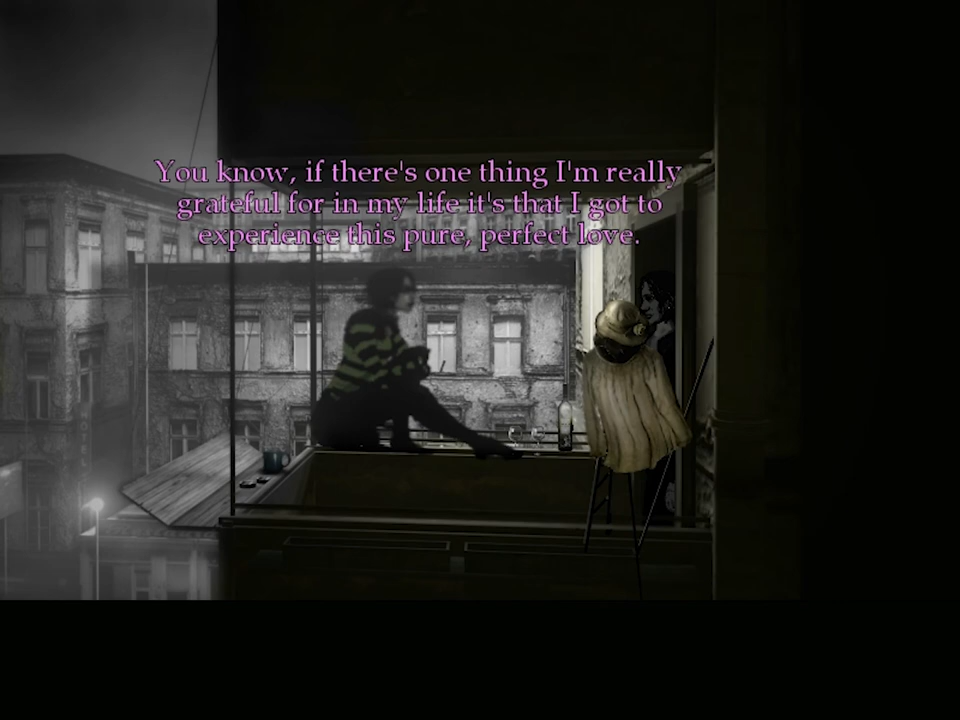 You know, if there's one thing I'm really
grateful for in my life it's that I got to
experience this pure, perfect love.